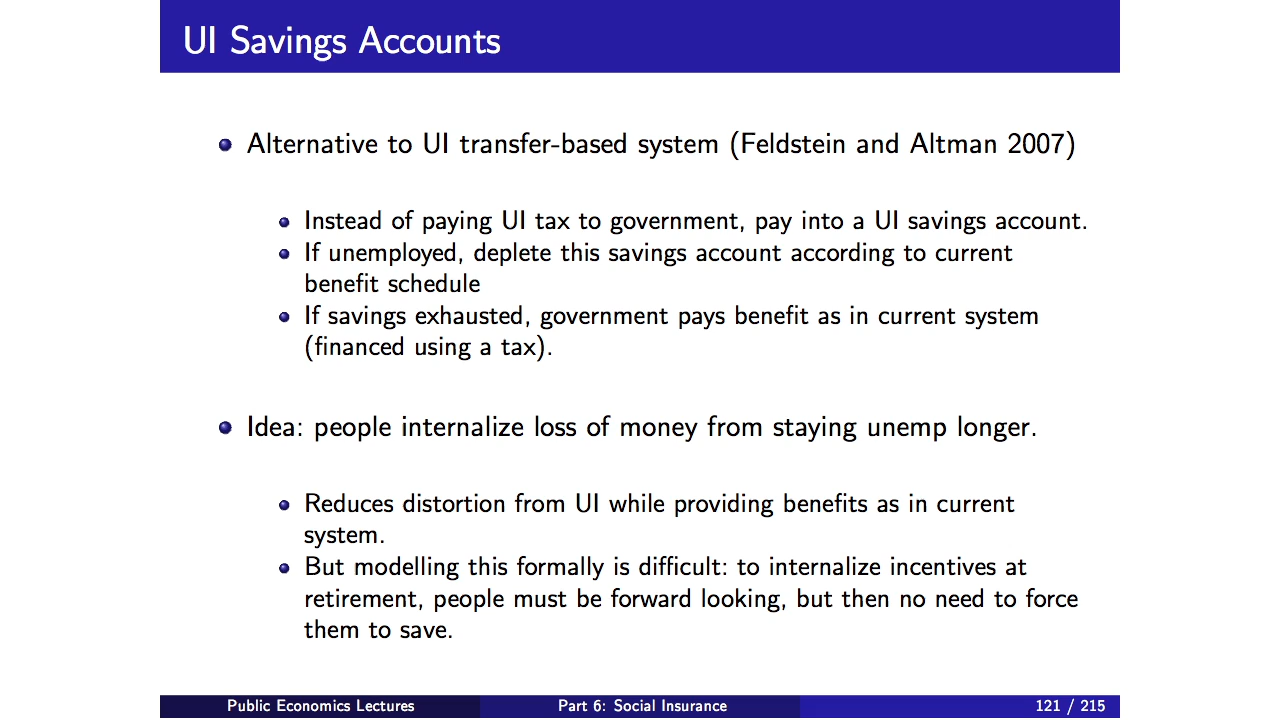 UI Savings Accounts
Alternative to UI transfer-based system (Feldstein and Altman 2007)
Instead of paying UI tax to government, pay into a UI savings account.
If unemployed, deplete this savings account according to current
benefit schedule
If savings exhausted, government pays benefit as in current system
(financed using a tax).
Idea: people internalize loss of money from staying unemp longer.
Reduces distortion from UI while providing benefits as in current
system.
But modelling this formally is difficult: to internalize incentives at
retirement, people must be forward looking, but then no need to force
them to save.
Public Economics Lectures Part 6: Social Insurance 121 / 215